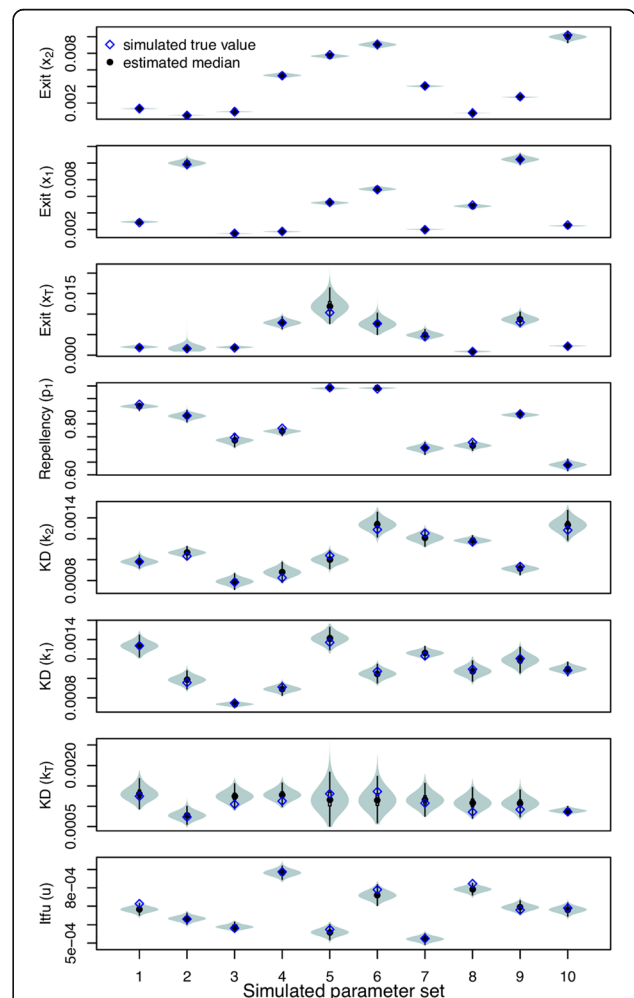 simulated true value
estimated median
Exit (x2)
0.008
0.002
Exit (x1)
0.008
0.002
Exit (xT)
0.015
0.000
Repellency (p1)
0.80
0.60
KD (k2)
0.0014
0.0008
KD (k1)
0.0014
0.0008
KD (kT)
0.0020
0.0005
Itfu (u)
8e−04
5e−04
1 2 3 4 5 6 7 8 9 10
Simulated parameter set